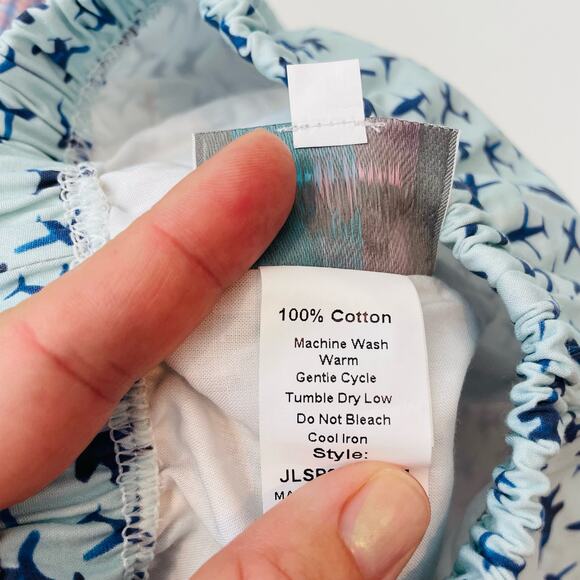 100% Cotton
Machine Wash
Warm
Gentle Cycle
Tumble Dry Low
Do Not Bleach
Cool Iron
Style: